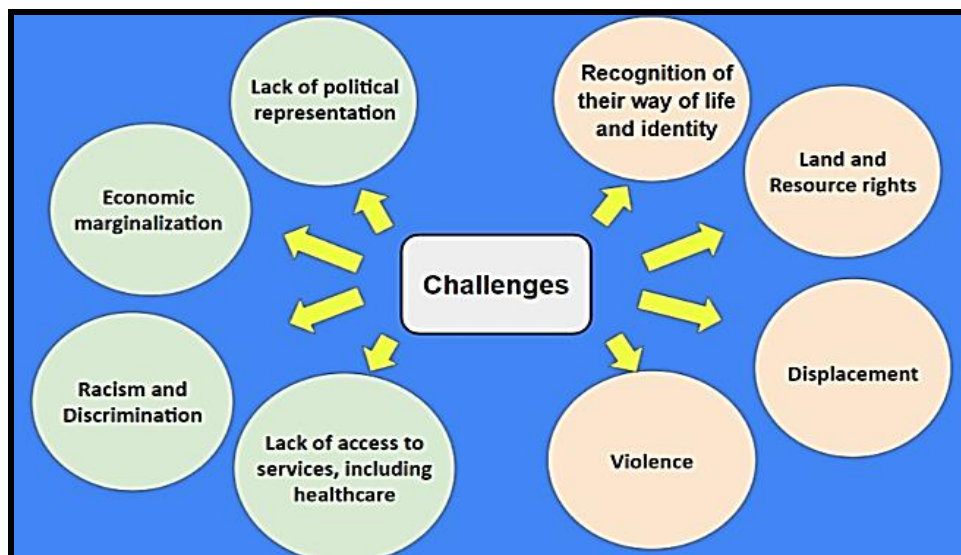 Lack of political
representation
Recognition of
their way of life
and identity
Economic
marginalization
Land and
Resource rights
Challenges
Racism and
Discrimination
Displacement
Lack of access to
services, including
healthcare
Violence